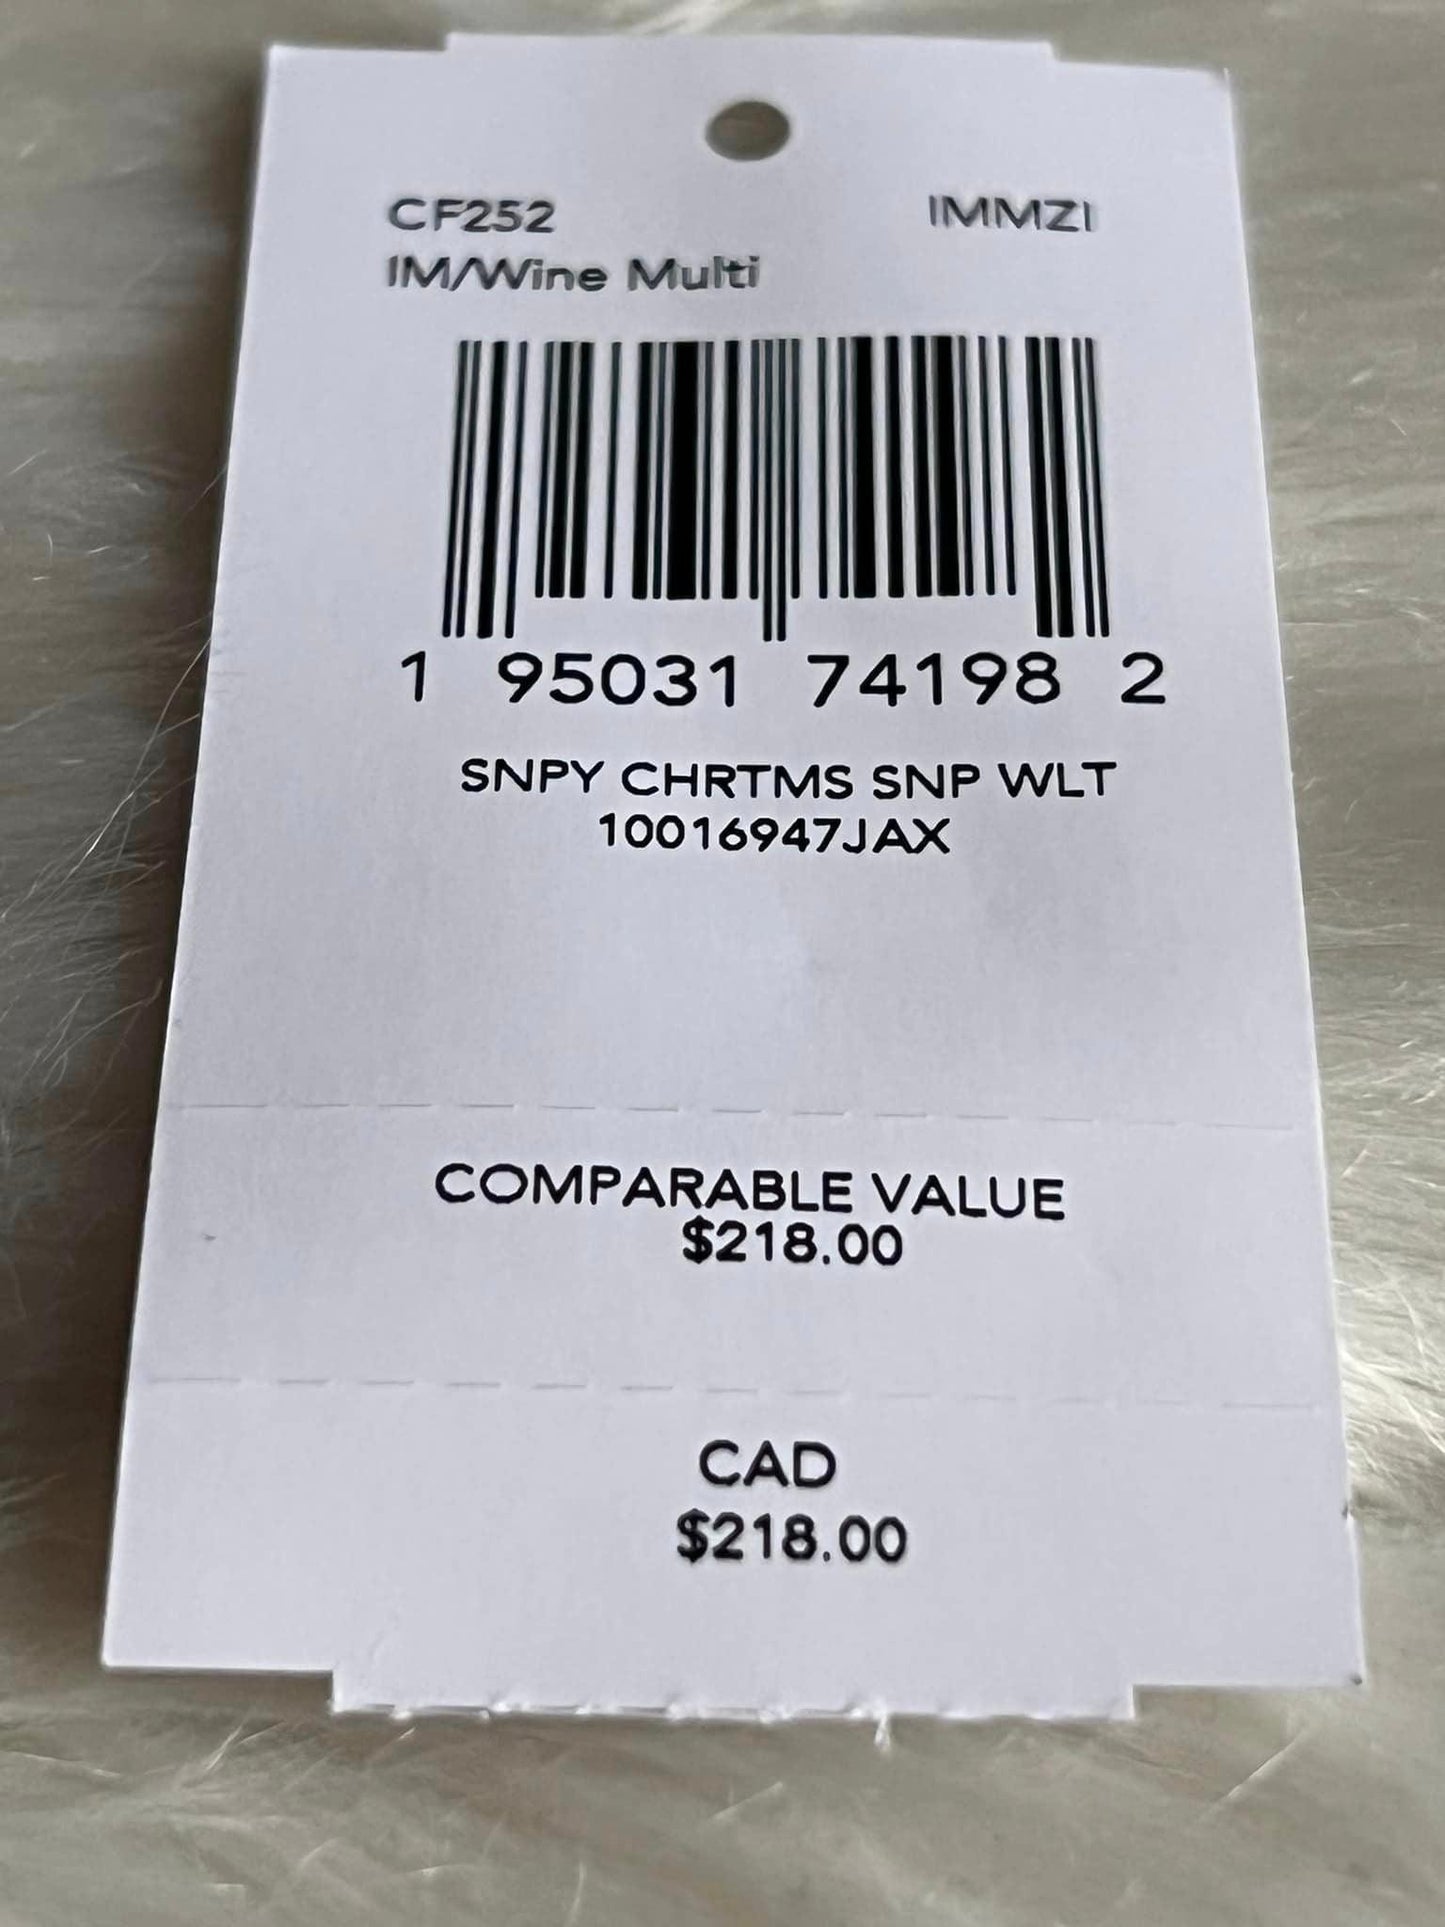 CF252 IMMZI
IM/Wine Multi
1 95031 74198 2
SNPY CHRTMS SNP WLT
10016947JAX
COMPARABLE VALUE
$218.00
CAD
$218.00